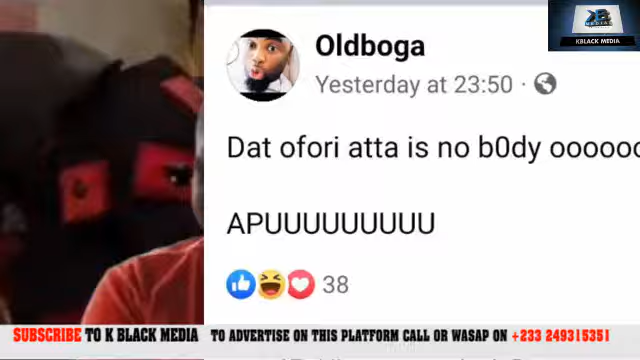 Oldboga
KBLACK MEDIA
Yesterday at 23:50 ·
Dat ofori atta is no b0dy oooooo
APUUUUUUUUU
38
SUBSCRIBE TO K BLACK MEDIA TO ADVERTISE ON THIS PLATFORM CALL OR WASAP ON +233 249315351